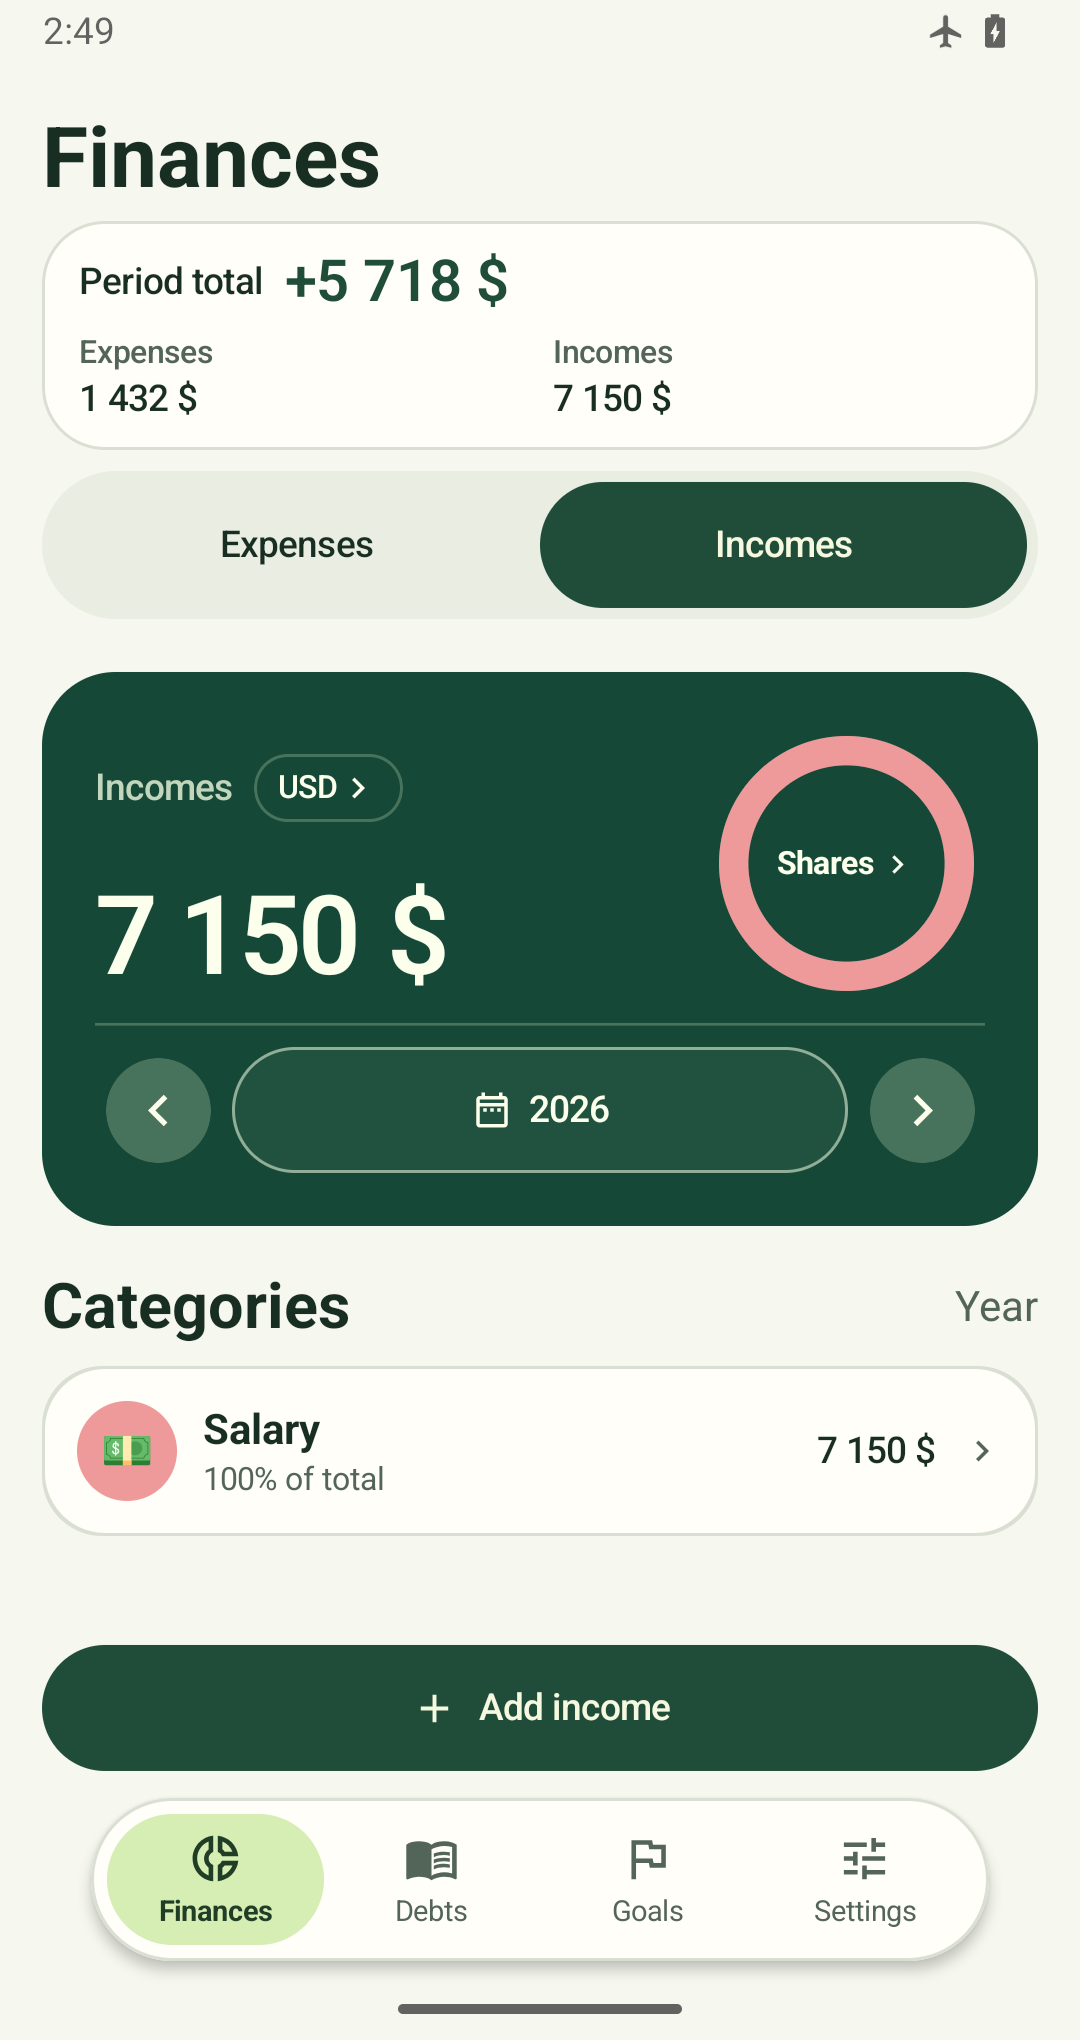 2:49
Finances
Period total +5 718 $
Expenses Incomes
1 432 $ 7 150 $
Expenses Incomes
Incomes USD
Shares
7 150 $
2026
Categories Year
Salary
100% of total
7 150 $
Add income
Finances Debts Goals Settings